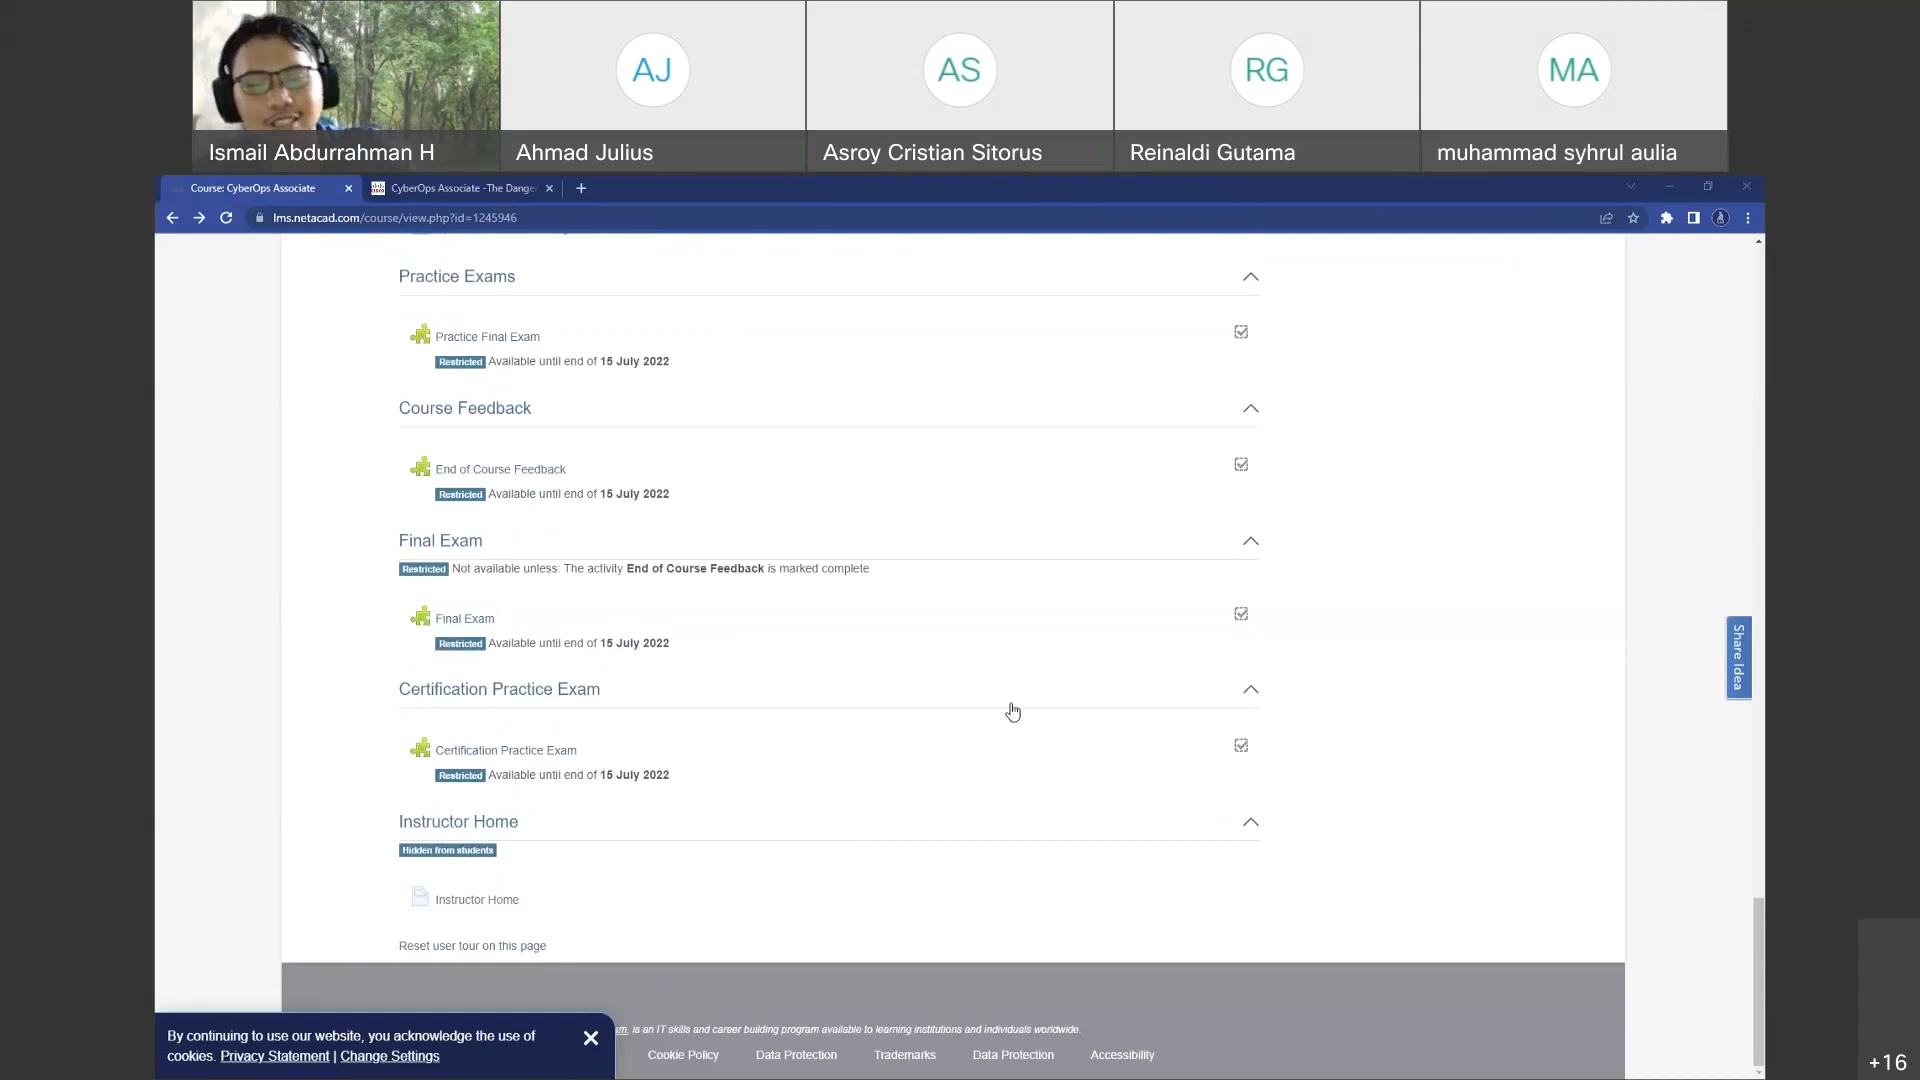 AJ
AS
RG
MA
Ismail Abdurrahman H
Ahmad Julius
Asroy Cristian Sitorus
Reinaldi Gutama
muhammad syhrul aulia
Course: CyberOps Associate
CyberOps Associate -The Dange
lms.netacad.com/course/view.php?id=1245946
Practice Exams
Practice Final Exam
Restricted Available until end of 15 July 2022
Course Feedback
End of Course Feedback
Restricted Available until end of 15 July 2022
Final Exam
Restricted Not available unless: The activity End of Course Feedback is marked complete
Final Exam
Restricted Available until end of 15 July 2022
Share Idea
Certification Practice Exam
Certification Practice Exam
Restricted Available until end of 15 July 2022
Instructor Home
Hidden from students
Instructor Home
Reset user tour on this page
is an IT skills and career building program available to learning institutions and individuals worldwide.
By continuing to use our website, you acknowledge the use of
cookies. Privacy Statement | Change Settings
Cookie Policy
Data Protection
Trademarks
Data Protection
Accessibility
+16